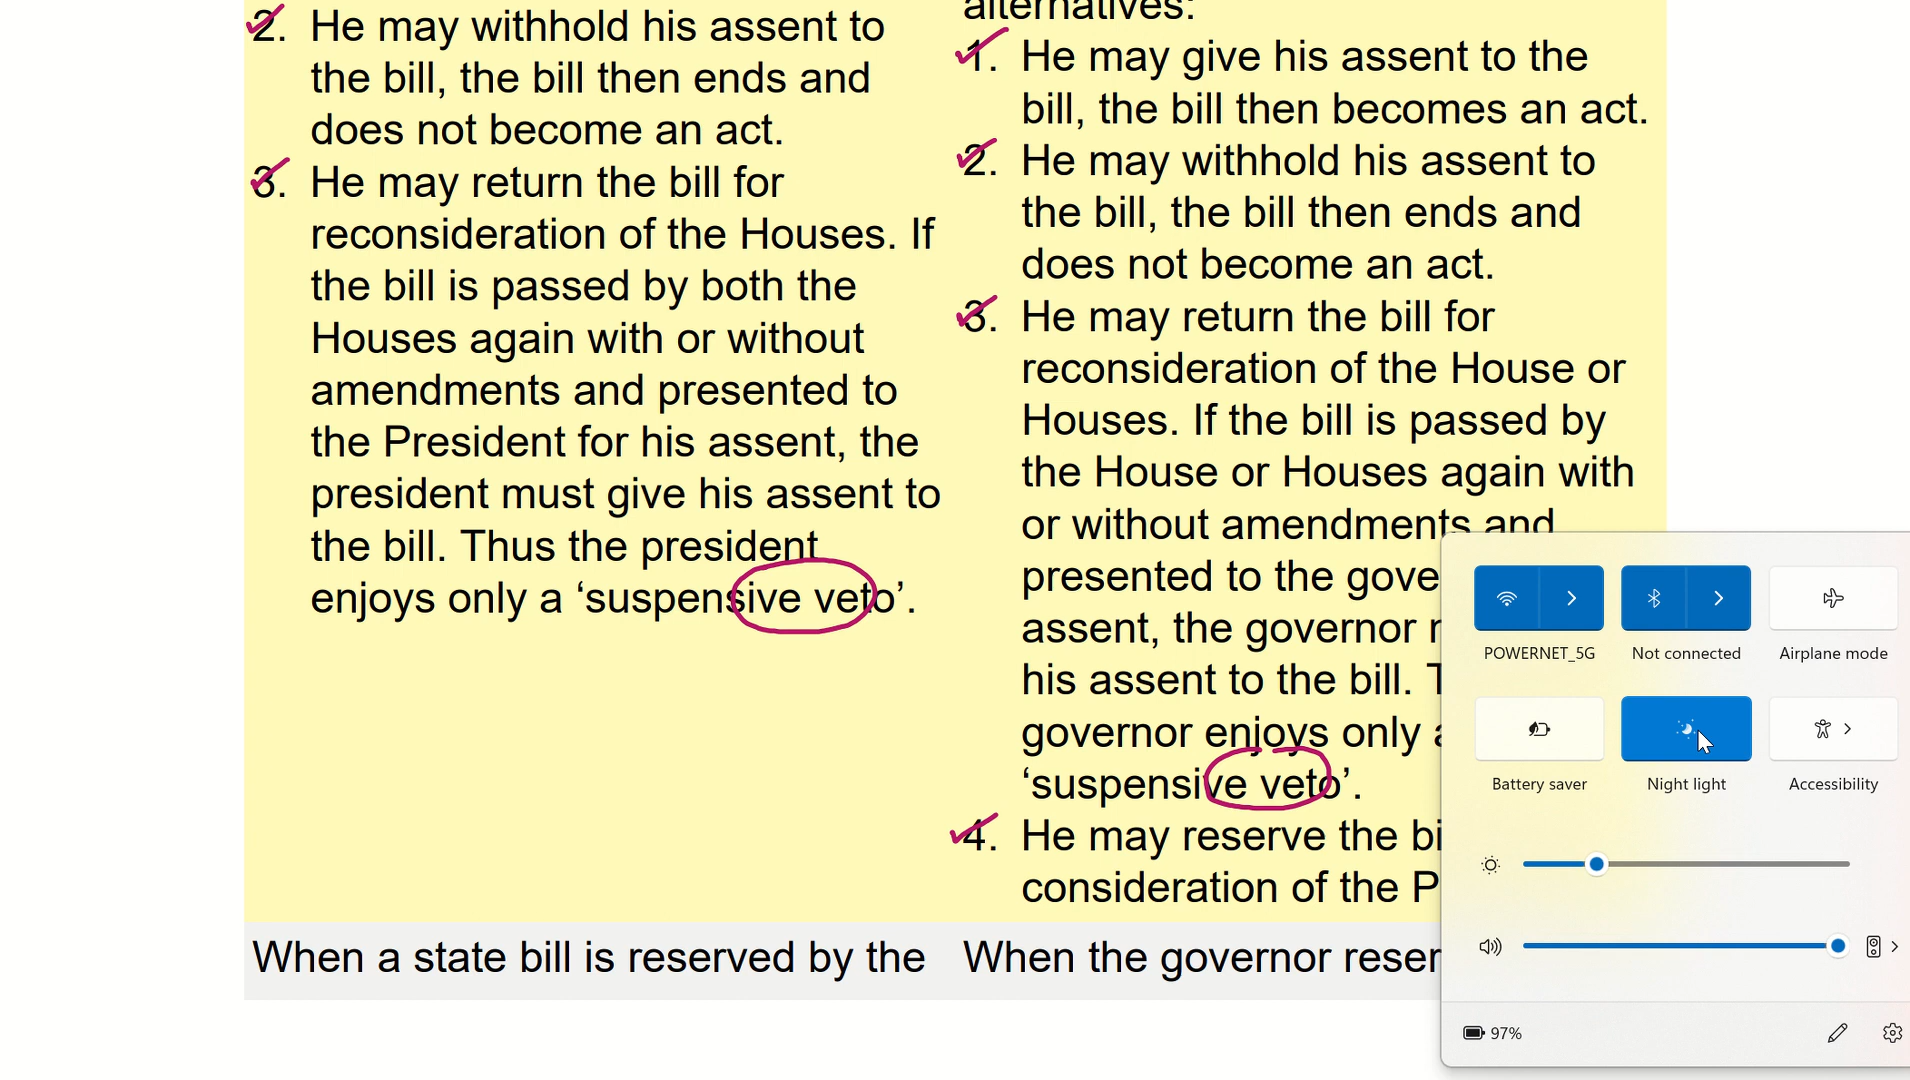 2. He may withhold his assent to
the bill, the bill then ends and
does not become an act.
3. He may return the bill for
reconsideration of the Houses. If
the bill is passed by both the
Houses again with or without
amendments and presented to
the President for his assent, the
president must give his assent to
the bill. Thus the president
enjoys only a ‘suspensive veto’.
alternatives:
1. He may give his assent to the
bill, the bill then becomes an act.
2. He may withhold his assent to
the bill, the bill then ends and
does not become an act.
3. He may return the bill for
reconsideration of the House or
Houses. If the bill is passed by
the House or Houses again with
or without amendments and
presented to the gove
assent, the governor
his assent to the bill.
governor enjoys only a
‘suspensive veto’.
4. He may reserve the bi
consideration of the P
When a state bill is reserved by the
When the governor reser
POWERNET_5G
Not connected
Airplane mode
Battery saver
Night light
Accessibility
97%